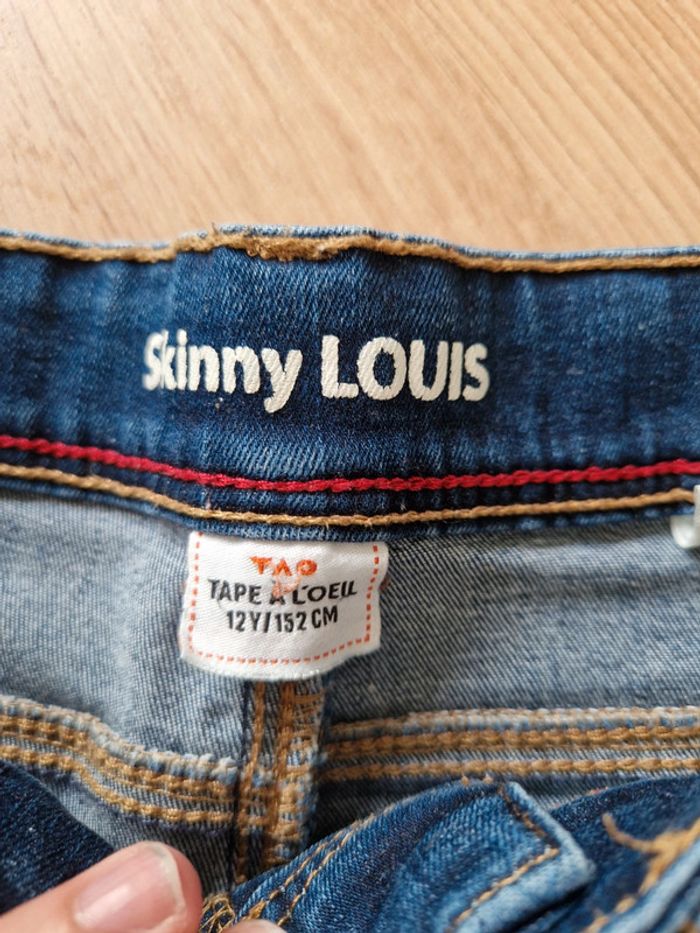 Skinny LOUIS
TAO
TAPE À L'OEIL
12Y/152 CM